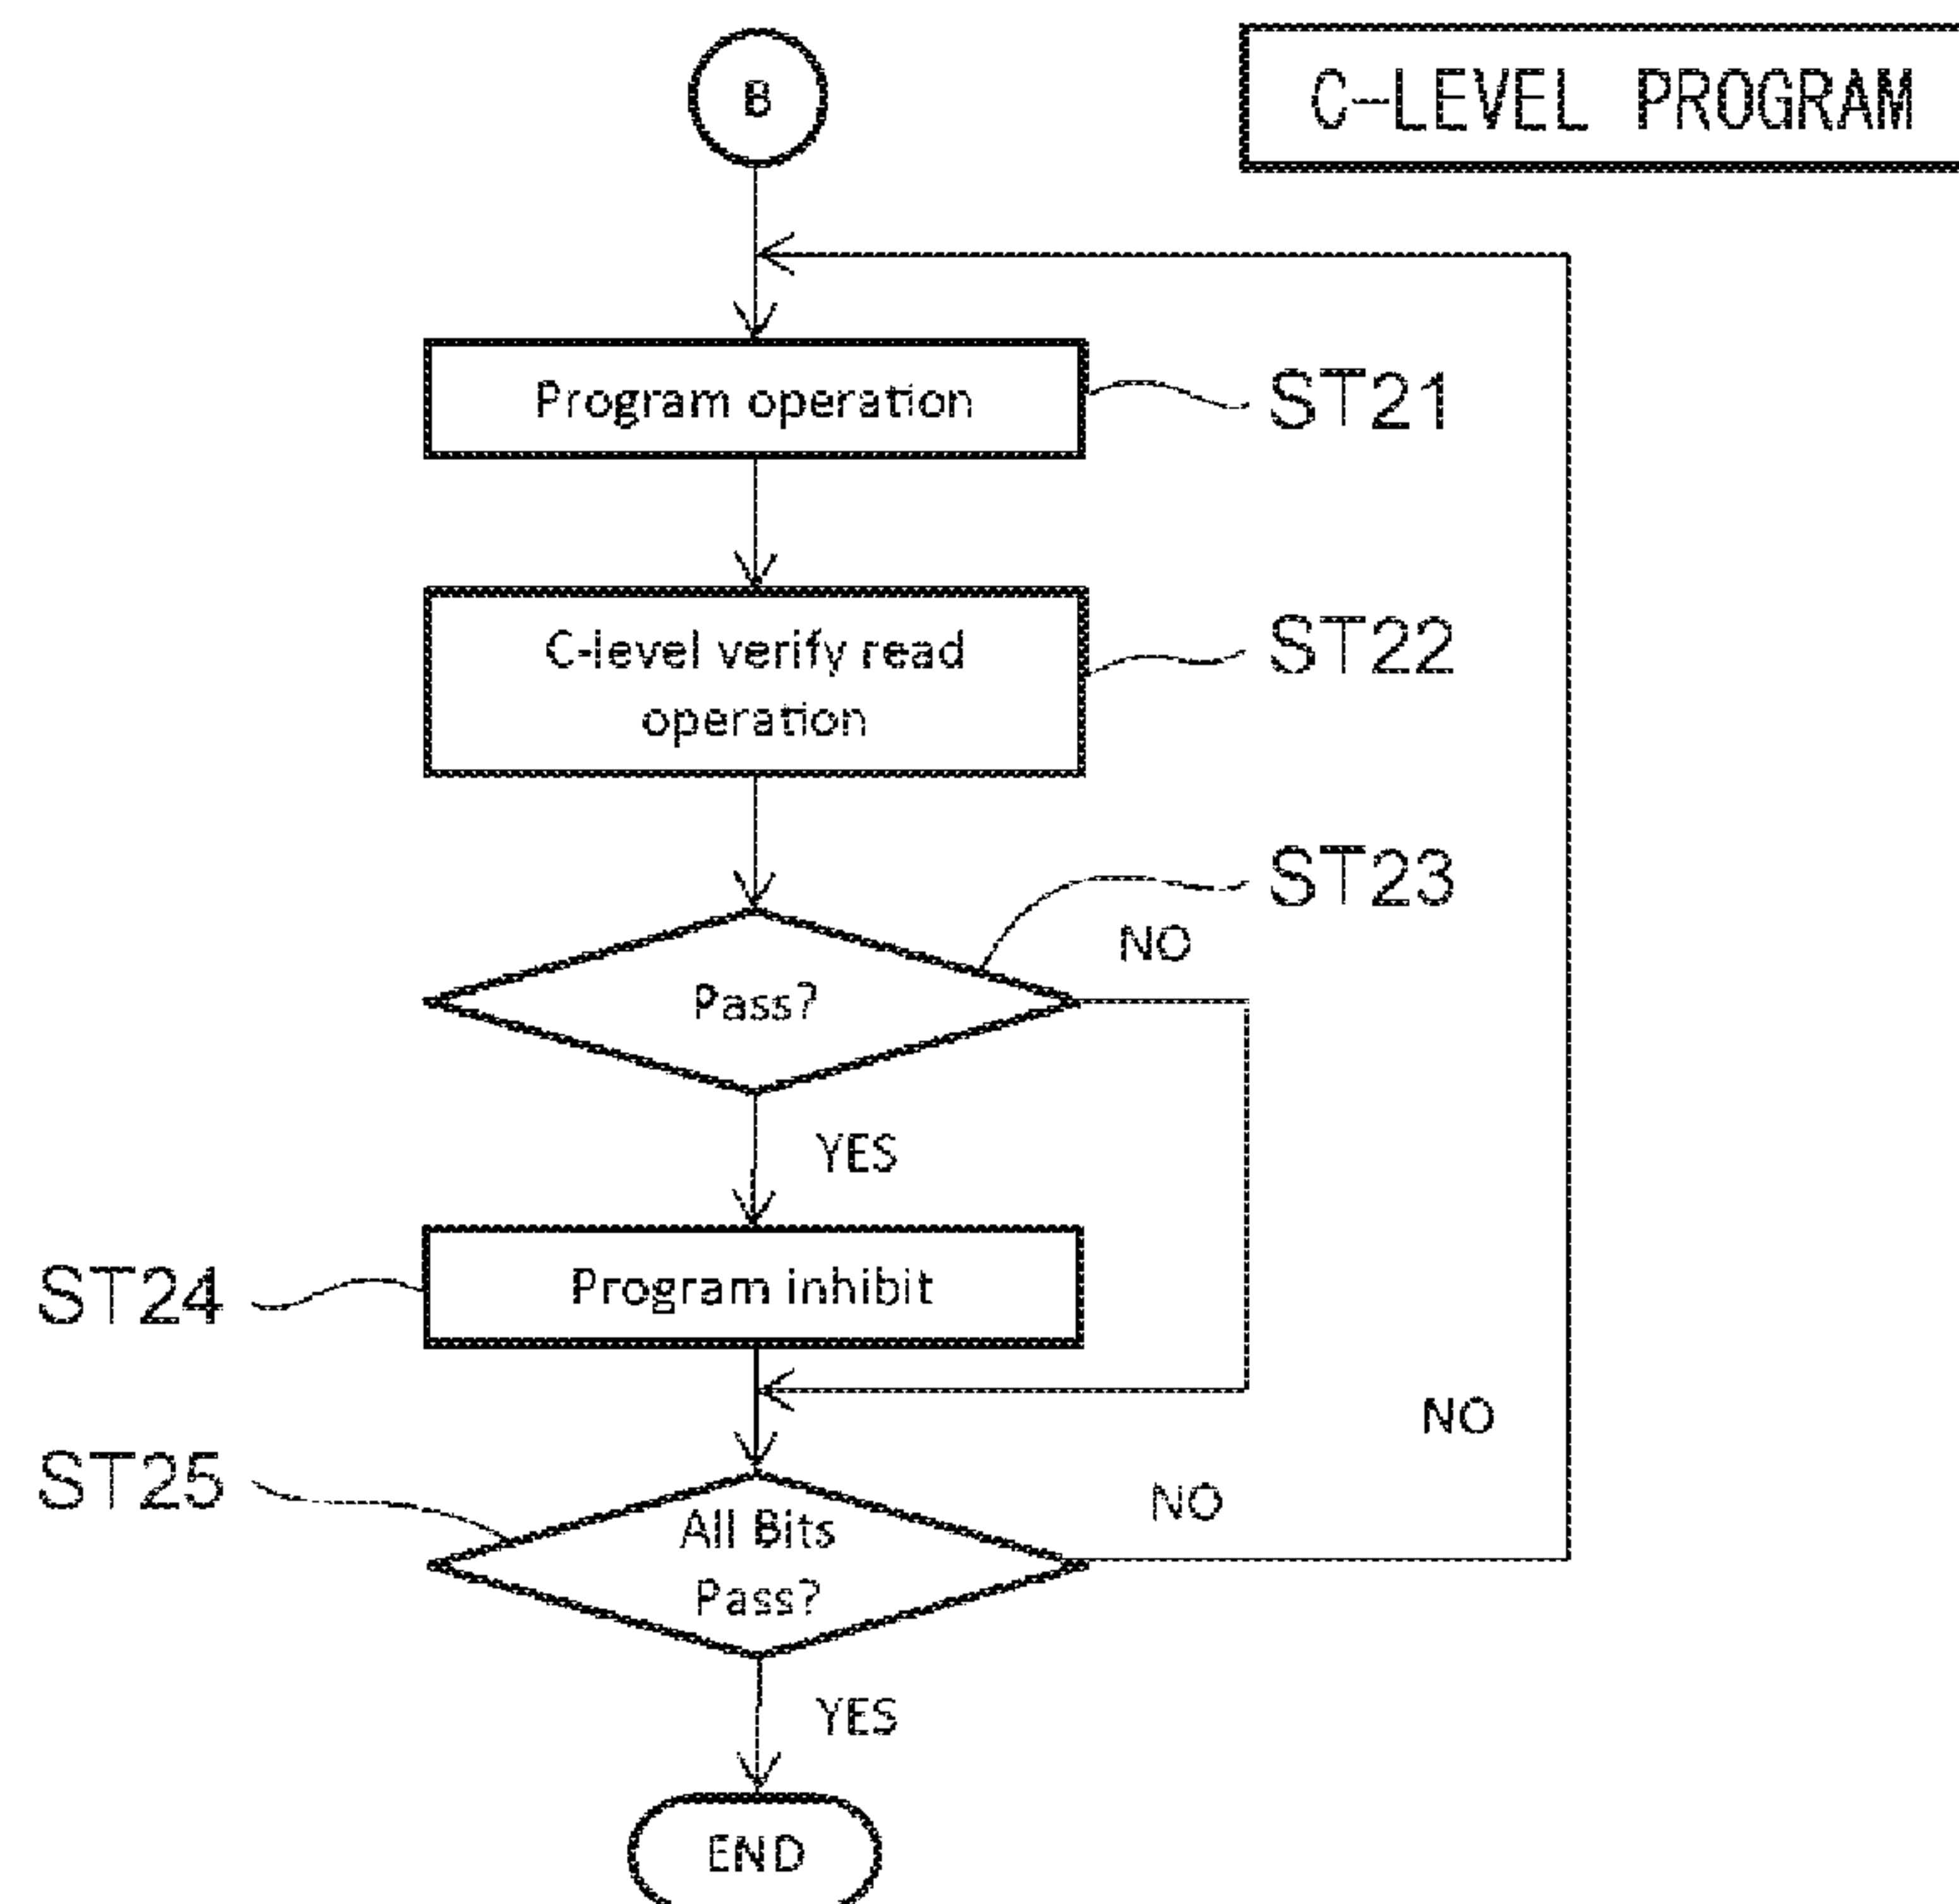 B
C-LEVEL PROGRAM
Program operation
ST21
C-level verify read
operation
ST22
ST23
NO
Pass?
YES
ST24
Program inhibit
NO
ST25
NO
All Bits
Pass?
YES
END